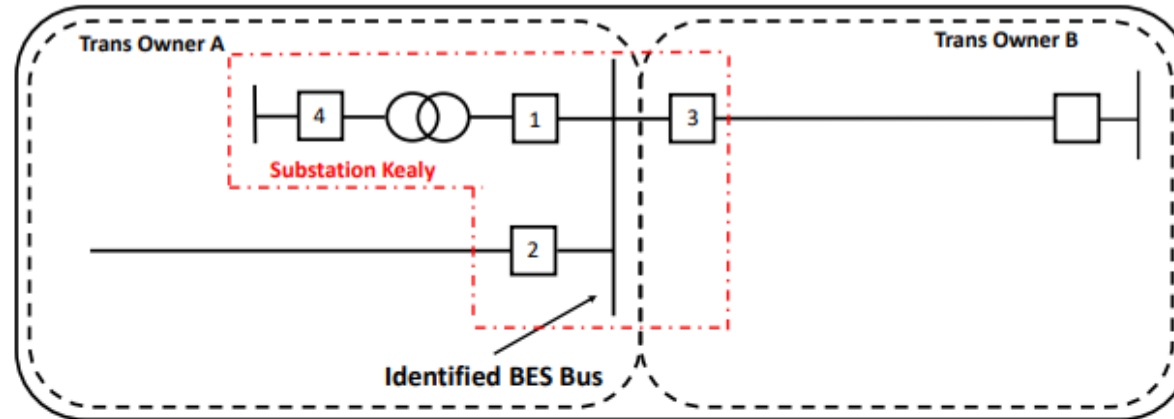 Trans Owner A
Trans Owner B
4
1
3
Substation Kealy
2
Identified BES Bus